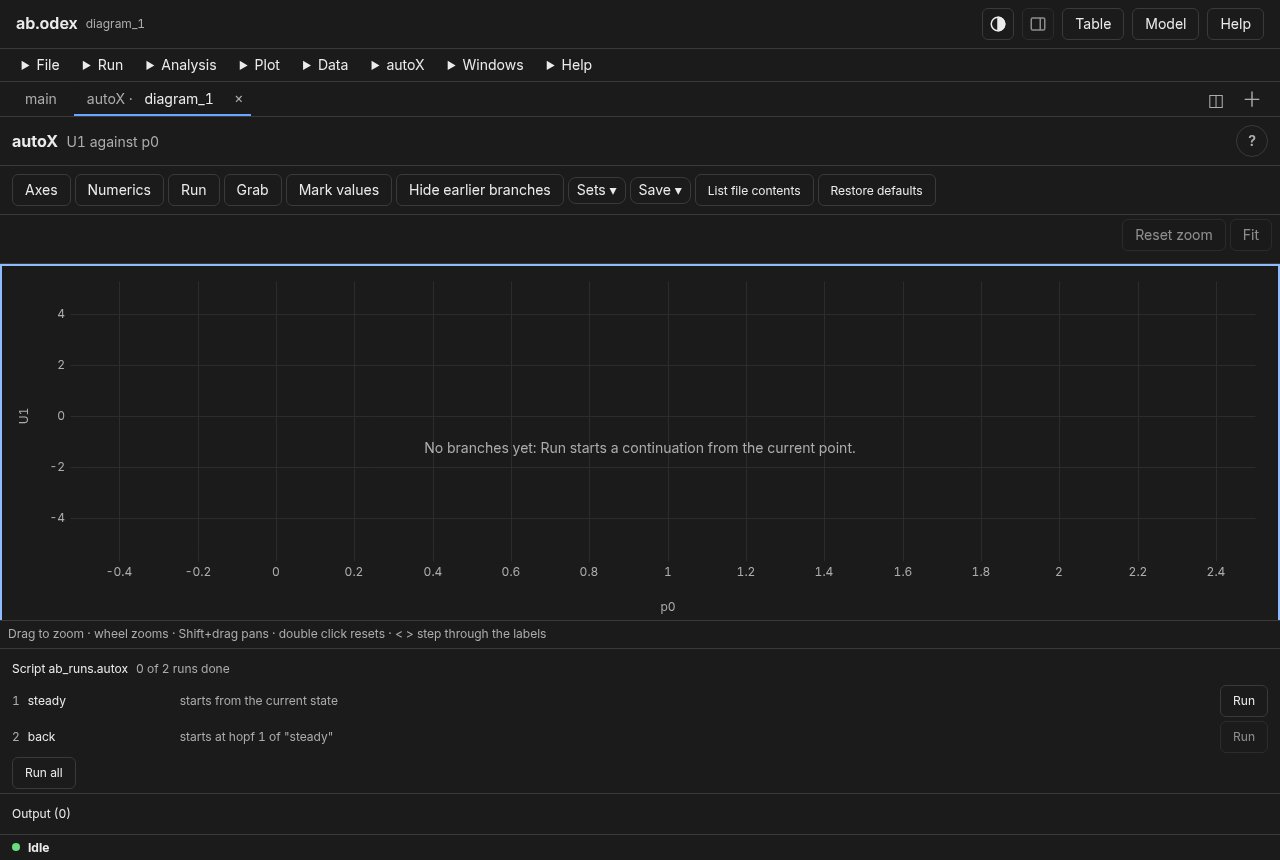 ab.odex diagram_1 Table Model Help
File Run Analysis Plot Data autoX Windows Help
main autoX · diagram_1 ×
autoX U1 against p0 ?
Axes Numerics Run Grab Mark values Hide earlier branches Sets ▾ Save ▾ List file contents Restore defaults
Reset zoom Fit
4
2
0
-2
-4
U1
No branches yet: Run starts a continuation from the current point.
-0.4 -0.2 0 0.2 0.4 0.6 0.8 1 1.2 1.4 1.6 1.8 2 2.2 2.4
p0
Drag to zoom · wheel zooms · Shift+drag pans · double click resets · < > step through the labels
Script ab_runs.autox 0 of 2 runs done
1 steady starts from the current state Run
2 back starts at hopf 1 of "steady" Run
Run all
Output (0)
Idle